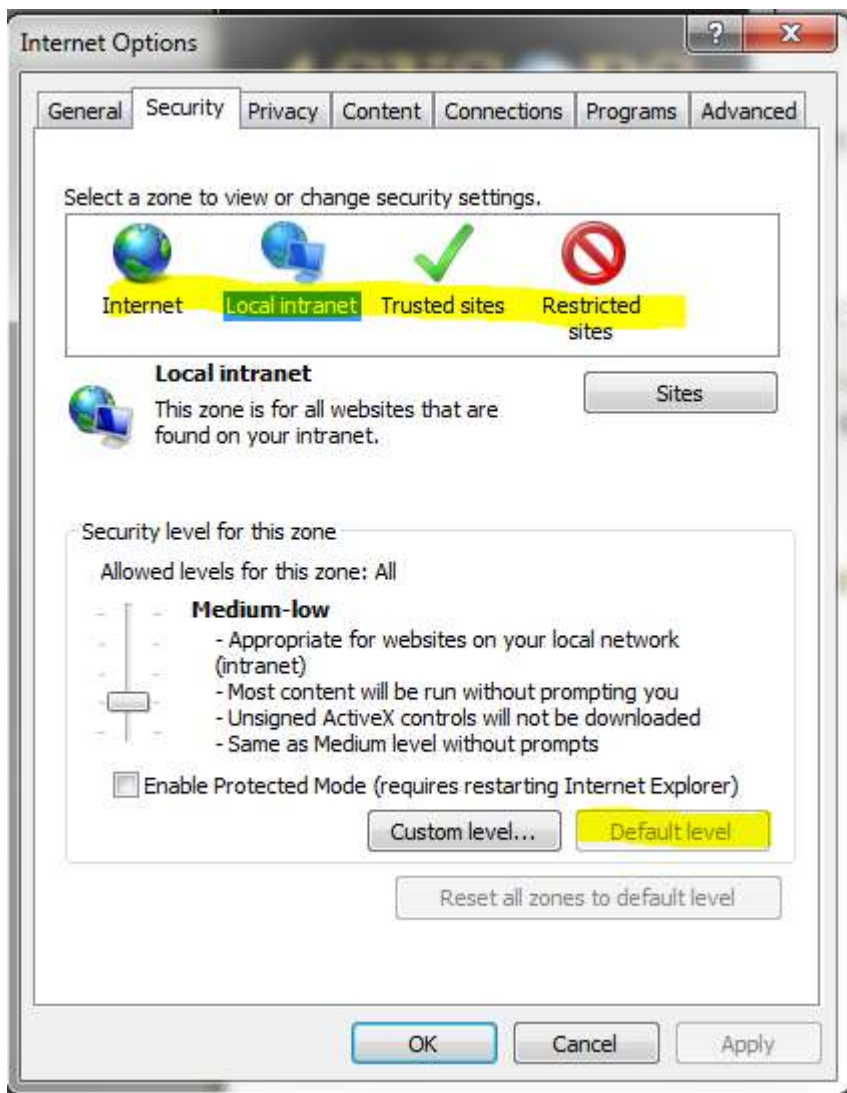 Internet Options
General Security Privacy Content Connections Programs Advanced
Select a zone to view or change security settings.
Internet Local intranet Trusted sites Restricted
sites
Local intranet
Sites
This zone is for all websites that are
found on your intranet.
Security level for this zone
Allowed levels for this zone: All
Medium-low
- Appropriate for websites on your local network
(intranet)
- Most content will be run without prompting you
- Unsigned ActiveX controls will not be downloaded
- Same as Medium level without prompts
Enable Protected Mode (requires restarting Internet Explorer)
Custom level... Default level
Reset all zones to default level
OK Cancel Apply